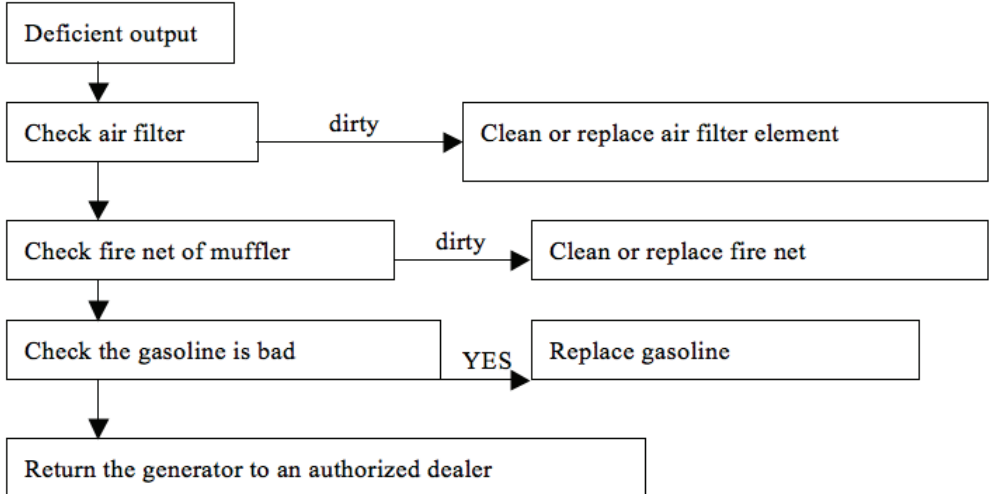 Deficient output
Check air filter
dirty
Clean or replace air filter element
Check fire net of muffler
dirty
Clean or replace fire net
Check the gasoline is bad
YES
Replace gasoline
Return the generator to an authorized dealer